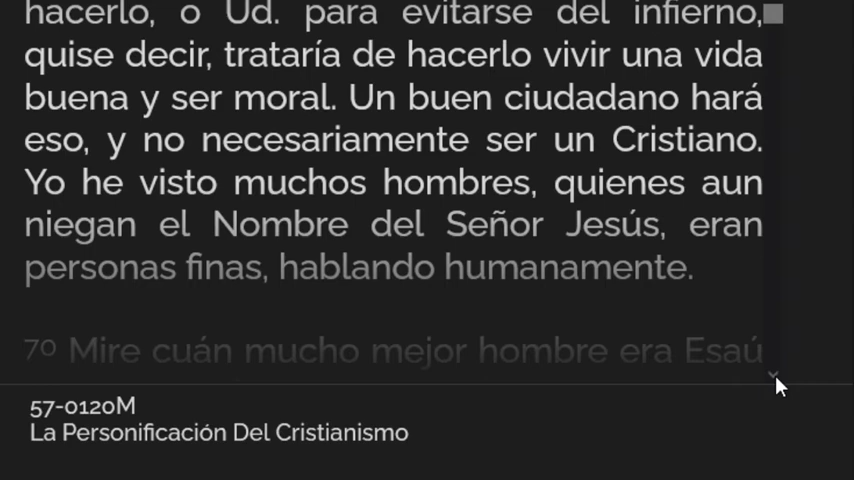 hacerlo, o Ud. para evitarse del infierno,
quise decir, trataría de hacerlo vivir una vida
buena y ser moral. Un buen ciudadano hará
eso, y no necesariamente ser un Cristiano.
Yo he visto muchos hombres, quienes aun
niegan el Nombre del Señor Jesús, eran
personas finas, hablando humanamente.
70 Mire cuán mucho mejor hombre era Esaú
57-0120M
La Personificación Del Cristianismo